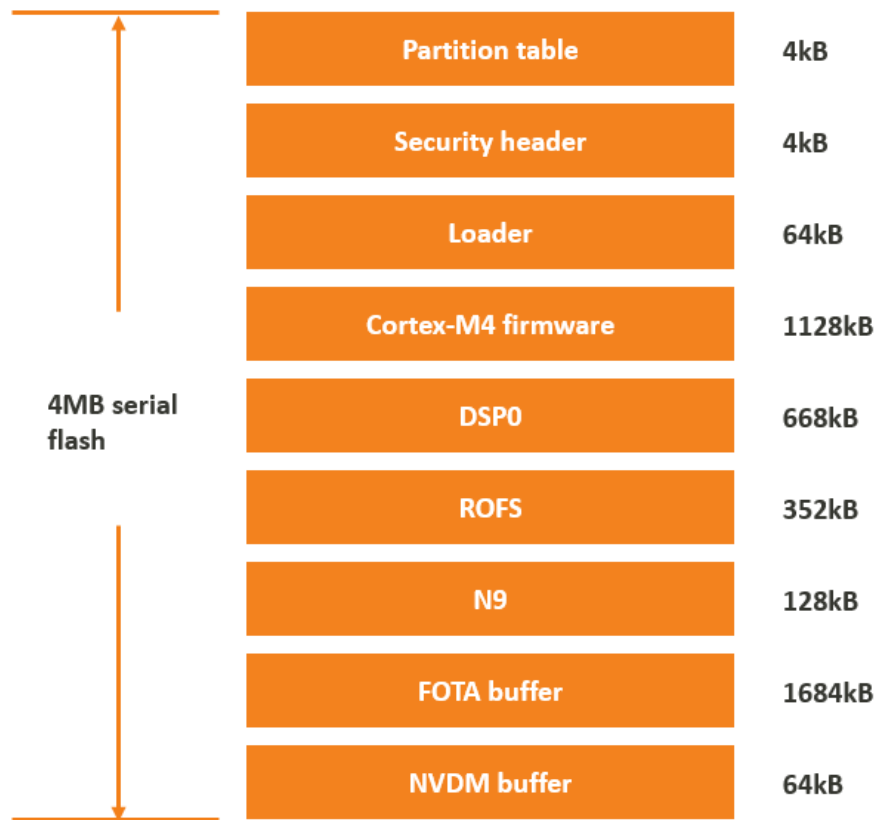 Partition table 4kB
Security header 4kB
Loader 64kB
Cortex-M4 firmware 1128kB
4MB serial
flash
DSP0 668kB
ROFS 352kB
N9 128kB
FOTA buffer 1684kB
NVDM buffer 64kB